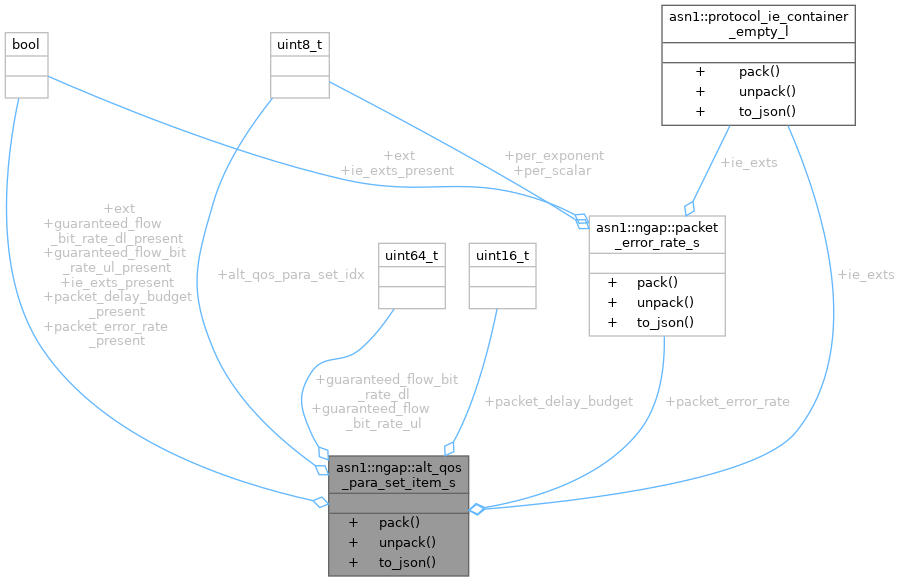 asn1::protocol_ie_container
_empty_l
+ pack()
+ unpack()
+ to_json()
bool
uint8_t
+ext
+ie_exts_present
+per_exponent
+per_scalar
+ie_exts
+ext
+guaranteed_flow
_bit_rate_dl_present
+guaranteed_flow_bit
_rate_ul_present
+ie_exts_present
+packet_delay_budget
_present
+packet_error_rate
_present
+alt_qos_para_set_idx
uint64_t
uint16_t
asn1::ngap::packet
_error_rate_s
+ pack()
+ unpack()
+ to_json()
+ie_exts
+guaranteed_flow_bit
_rate_dl
+guaranteed_flow
_bit_rate_ul
+packet_delay_budget
+packet_error_rate
asn1::ngap::alt_qos
_para_set_item_s
+ pack()
+ unpack()
+ to_json()